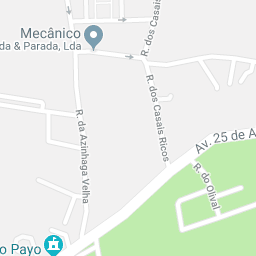 Mecânico
da & Parada, Lda
R. dos Casais
R. dos Casais Ricos
R. da Azinhaga Velha
Av. 25 de A
R. do Olival
o Payo